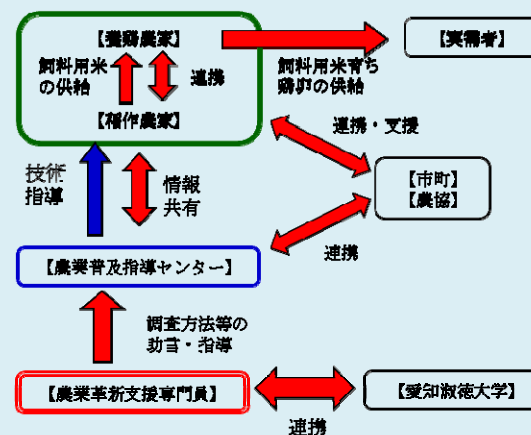 【養鶏農家】
【実需者】
飼料用米
の供給
連携
飼料用米育ち
鶏卵の供給
【稲作農家】
連携・支援
技術
指導
情報
共有
【市町】
【農協】
【農業普及指導センター】
連携
調査方法等の
助言・指導
【農業革新支援専門員】
【愛知淑徳大学】
連携